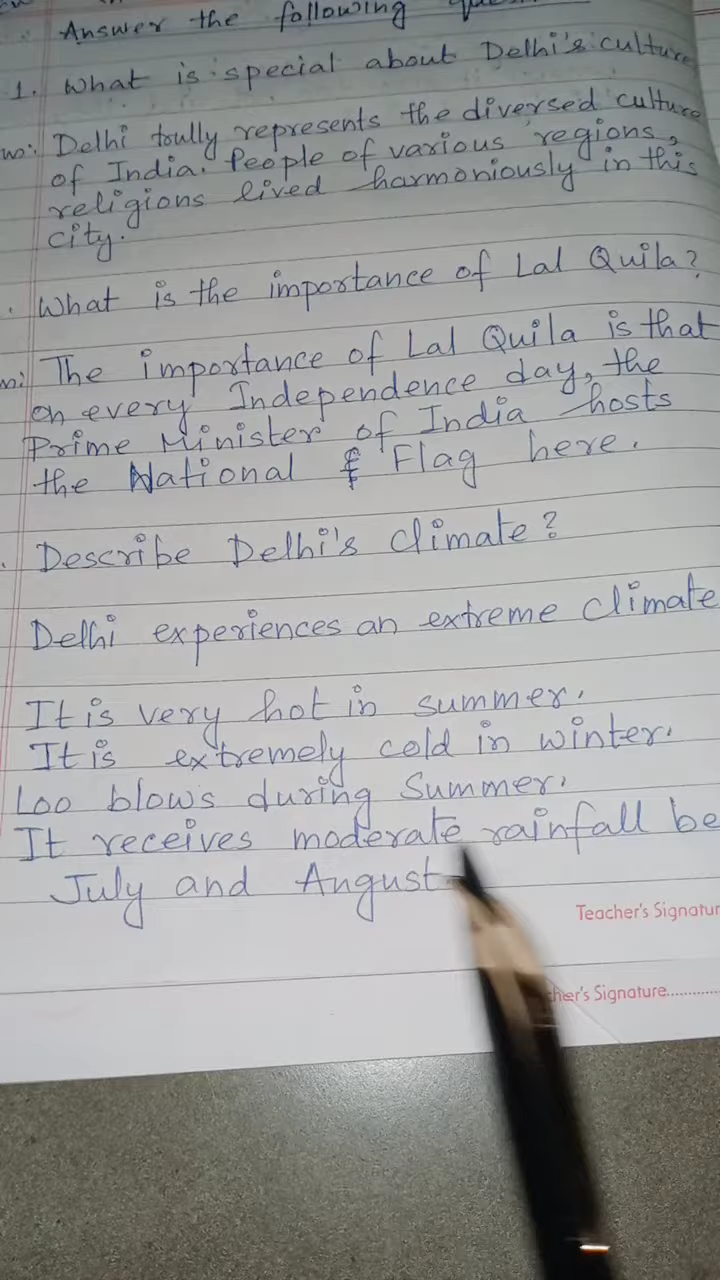 Answer the following
1. What is special about Delhi's culture
Delhi toully represents the diversed culture
of India. People of various regions,
religions lived harmoniously in this
city.
What is the importance of Lal Quila?
The importance of Lal Quila is that
on every Independence day, the
Prime Minister of India hosts
the National Flag here.
Describe Delhi's climate?
Delhi experiences an extreme climate
It is very hot in summer.
It is extremely cold in winter.
Loo blows during Summer.
It receives moderate rainfall be
July and August.
Teacher's Signatur
her's Signature............